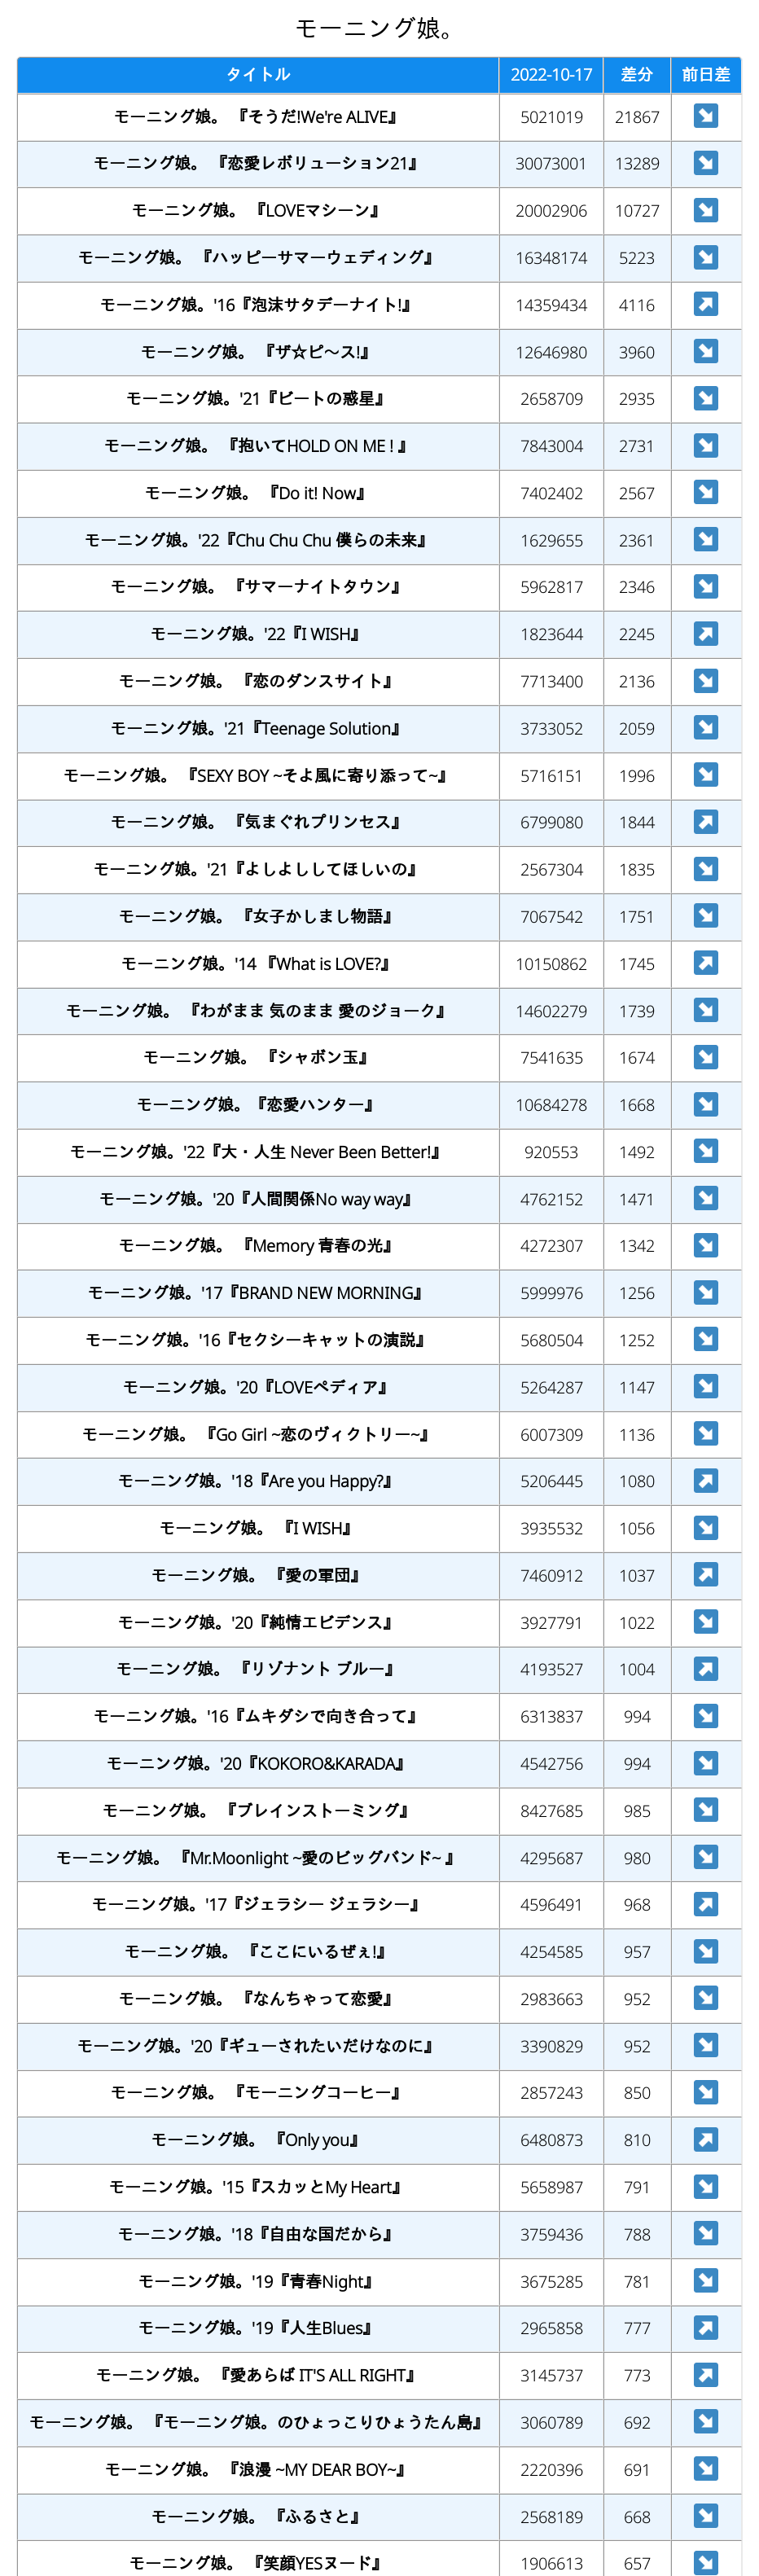 モーニング娘。
タイトル 2022-10-17 差分 前日差
モーニング娘。 『そうだ!We're ALIVE』 5021019 21867 ↘
モーニング娘。 『恋愛レボリューション21』 30073001 13289 ↘
モーニング娘。 『LOVEマシーン』 20002906 10727 ↘
モーニング娘。 『ハッピーサマーウェディング』 16348174 5223 ↘
モーニング娘。'16『泡沫サタデーナイト!』 14359434 4116 ↗
モーニング娘。 『ザ☆ピ〜ス!』 12646980 3960 ↘
モーニング娘。'21『ビートの惑星』 2658709 2935 ↘
モーニング娘。 『抱いてHOLD ON ME ! 』 7843004 2731 ↘
モーニング娘。 『Do it! Now』 7402402 2567 ↘
モーニング娘。'22『Chu Chu Chu 僕らの未来』 1629655 2361 ↘
モーニング娘。 『サマーナイトタウン』 5962817 2346 ↘
モーニング娘。'22『I WISH』 1823644 2245 ↗
モーニング娘。 『恋のダンスサイト』 7713400 2136 ↘
モーニング娘。'21『Teenage Solution』 3733052 2059 ↘
モーニング娘。 『SEXY BOY ~そよ風に寄り添って~』 5716151 1996 ↘
モーニング娘。 『気まぐれプリンセス』 6799080 1844 ↗
モーニング娘。'21『よしよししてほしいの』 2567304 1835 ↘
モーニング娘。 『女子かしまし物語』 7067542 1751 ↘
モーニング娘。'14 『What is LOVE?』 10150862 1745 ↗
モーニング娘。 『わがまま 気のまま 愛のジョーク』 14602279 1739 ↘
モーニング娘。 『シャボン玉』 7541635 1674 ↘
モーニング娘。『恋愛ハンター』 10684278 1668 ↘
モーニング娘。'22『大・人生 Never Been Better!』 920553 1492 ↘
モーニング娘。'20『人間関係No way way』 4762152 1471 ↘
モーニング娘。 『Memory 青春の光』 4272307 1342 ↘
モーニング娘。'17『BRAND NEW MORNING』 5999976 1256 ↘
モーニング娘。'16『セクシーキャットの演説』 5680504 1252 ↘
モーニング娘。'20『LOVEペディア』 5264287 1147 ↘
モーニング娘。 『Go Girl ~恋のヴィクトリー~』 6007309 1136 ↘
モーニング娘。'18『Are you Happy?』 5206445 1080 ↗
モーニング娘。 『I WISH』 3935532 1056 ↘
モーニング娘。 『愛の軍団』 7460912 1037 ↗
モーニング娘。'20『純情エビデンス』 3927791 1022 ↘
モーニング娘。 『リゾナント ブルー』 4193527 1004 ↗
モーニング娘。'16『ムキダシで向き合って』 6313837 994 ↘
モーニング娘。'20『KOKORO&KARADA』 4542756 994 ↘
モーニング娘。 『ブレインストーミング』 8427685 985 ↘
モーニング娘。 『Mr.Moonlight ~愛のビッグバンド~ 』 4295687 980 ↘
モーニング娘。'17『ジェラシー ジェラシー』 4596491 968 ↗
モーニング娘。 『ここにいるぜぇ!』 4254585 957 ↘
モーニング娘。 『なんちゃって恋愛』 2983663 952 ↘
モーニング娘。'20『ギューされたいだけなのに』 3390829 952 ↘
モーニング娘。 『モーニングコーヒー』 2857243 850 ↘
モーニング娘。 『Only you』 6480873 810 ↗
モーニング娘。'15『スカッとMy Heart』 5658987 791 ↘
モーニング娘。'18『自由な国だから』 3759436 788 ↘
モーニング娘。'19『青春Night』 3675285 781 ↘
モーニング娘。'19『人生Blues』 2965858 777 ↗
モーニング娘。 『愛あらば IT'S ALL RIGHT』 3145737 773 ↗
モーニング娘。 『モーニング娘。のひょっこりひょうたん島』 3060789 692 ↘
モーニング娘。 『浪漫 ~MY DEAR BOY~』 2220396 691 ↘
モーニング娘。 『ふるさと』 2568189 668 ↘
モーニング娘。 『笑顔YESヌード』 1906613 657 ↘